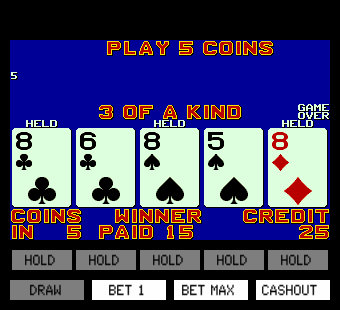 PLAY 5 COINS
5
3 OF A KIND
GAME
OVER
HELD HELD HELD
8 6 8 5 8
COINS WINNER CREDIT
IN 5 PAID 15 25
HOLD HOLD HOLD HOLD HOLD
DRAW BET 1 BET MAX CASHOUT